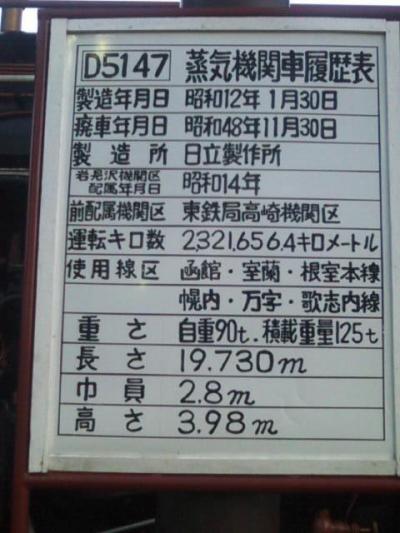 D5147 蒸気機関車履歴表
製造年月日 昭和12年1月30日
廃車年月日 昭和48年11月30日
製造所 日立製作所
岩見沢機関区配属年月日 昭和14年
前配属機関区 東鉄局高崎機関区
運転キロ数 2,321,656.4キロメートル
使用線区 函館・室蘭・根室本線
幌内・万字・歌志内線
重さ 自重90t.積載重量125t
長さ 19.730m
巾員 2.8m
高さ 3.98m